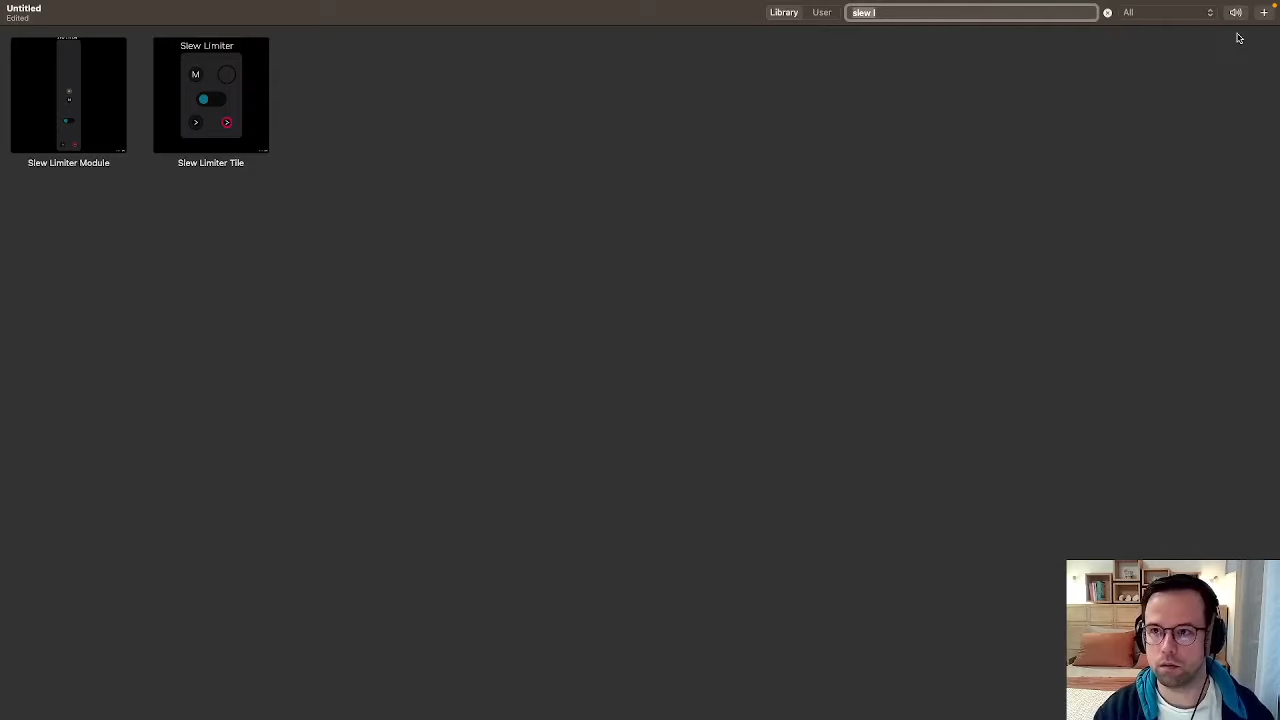 Untitled
Edited
Library
User
slew l
All
Slew Limiter
M
M
Slew Limiter Module
Slew Limiter Tile